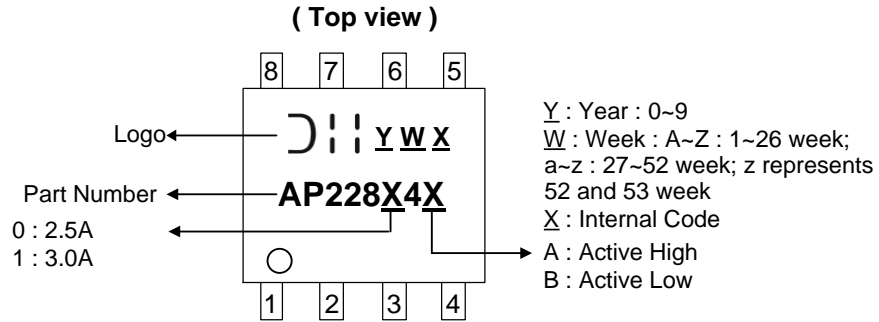 ( Top view )
8 7 6 5
Logo
Y W X
Part Number
AP228X4X
0 : 2.5A
1 : 3.0A
Y : Year : 0~9
W : Week : A~Z : 1~26 week;
a~z : 27~52 week; z represents
52 and 53 week
X : Internal Code
A : Active High
B : Active Low
1 2 3 4